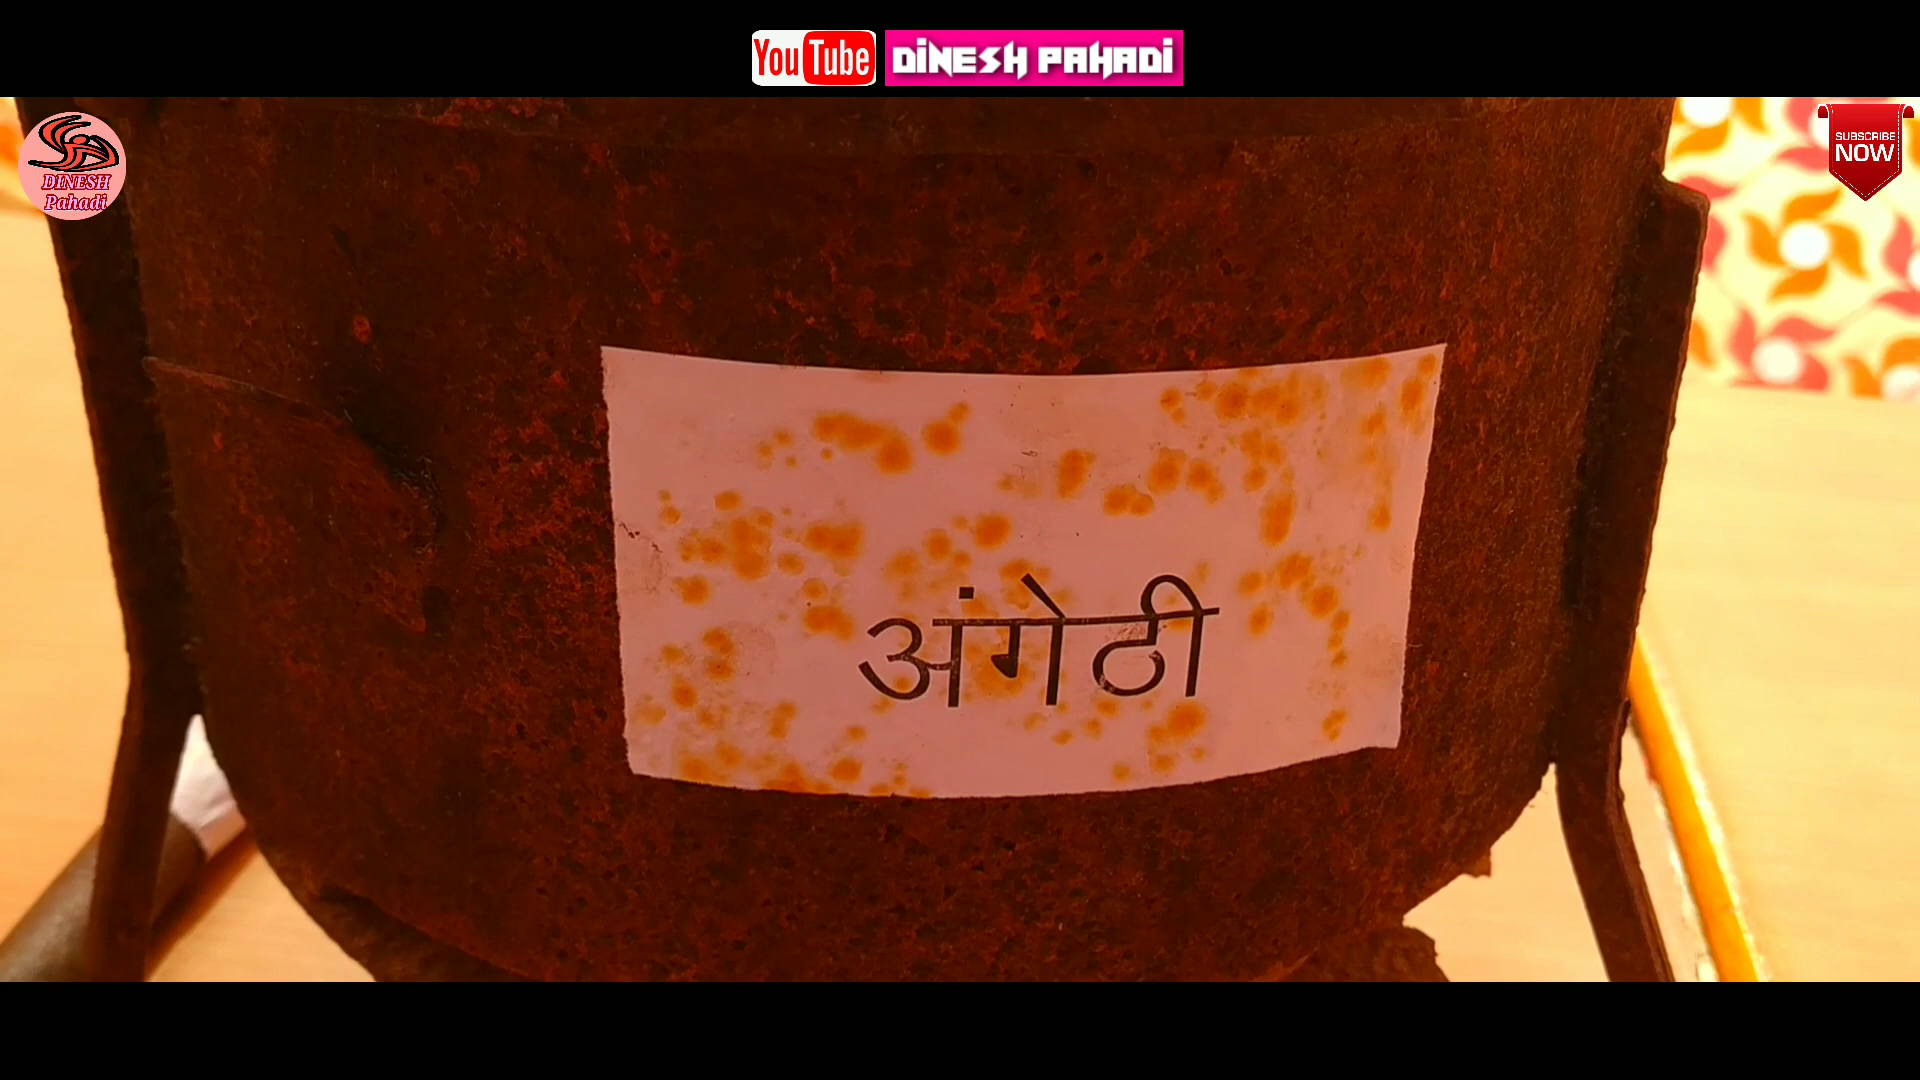 YouTube DINESH PAHADI
DINESH
Pahadi
SUBSCRIBE
NOW
अंगेठी